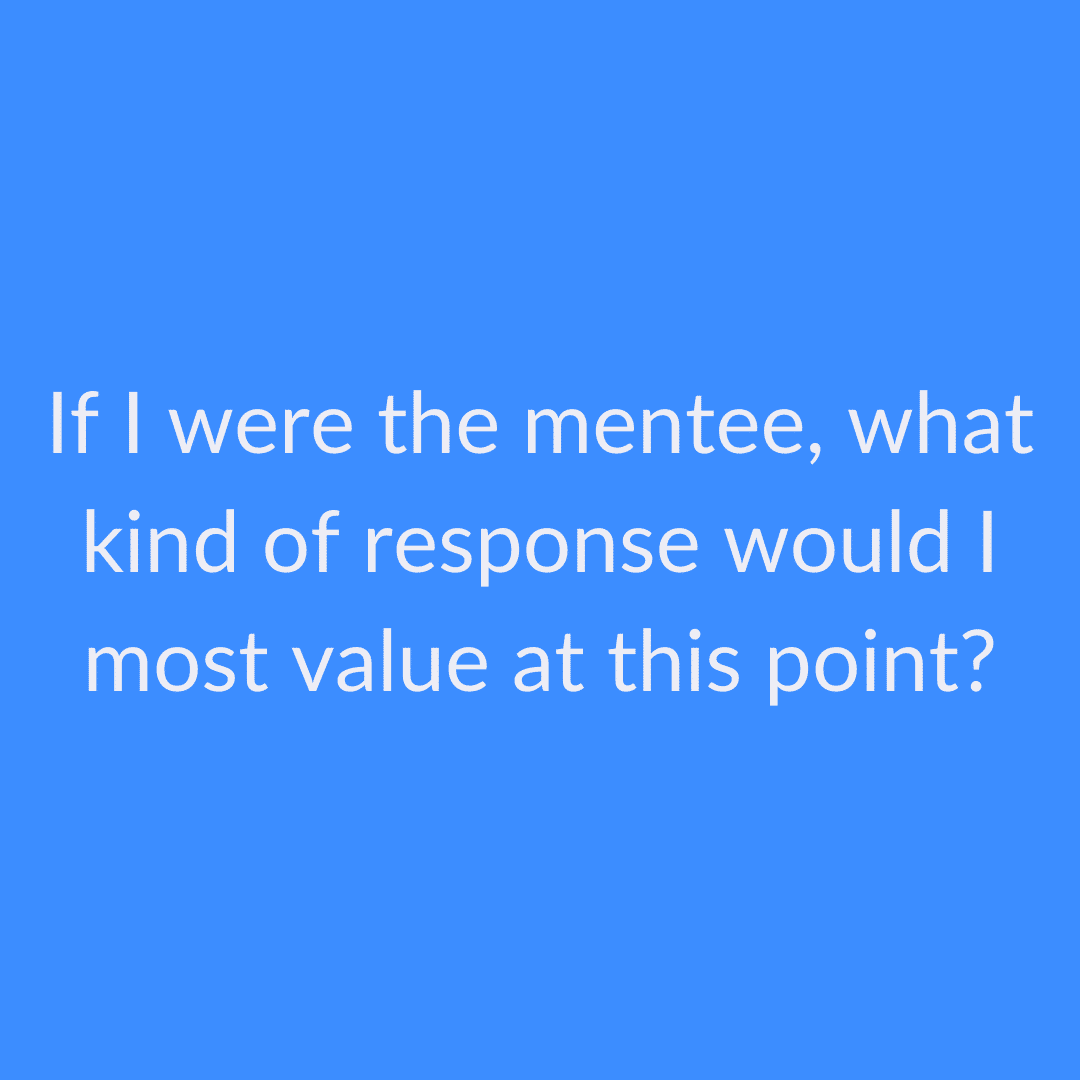 If I were the mentee, what
kind of response would I
most value at this point?